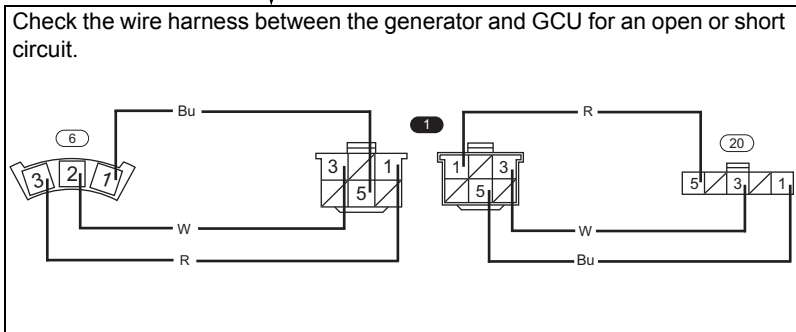 Check the wire harness between the generator and GCU for an open or short
circuit.
Bu
1
R
6
20
3 2 1
3 1
1 3
5 3 1
5
5
W
W
R
Bu